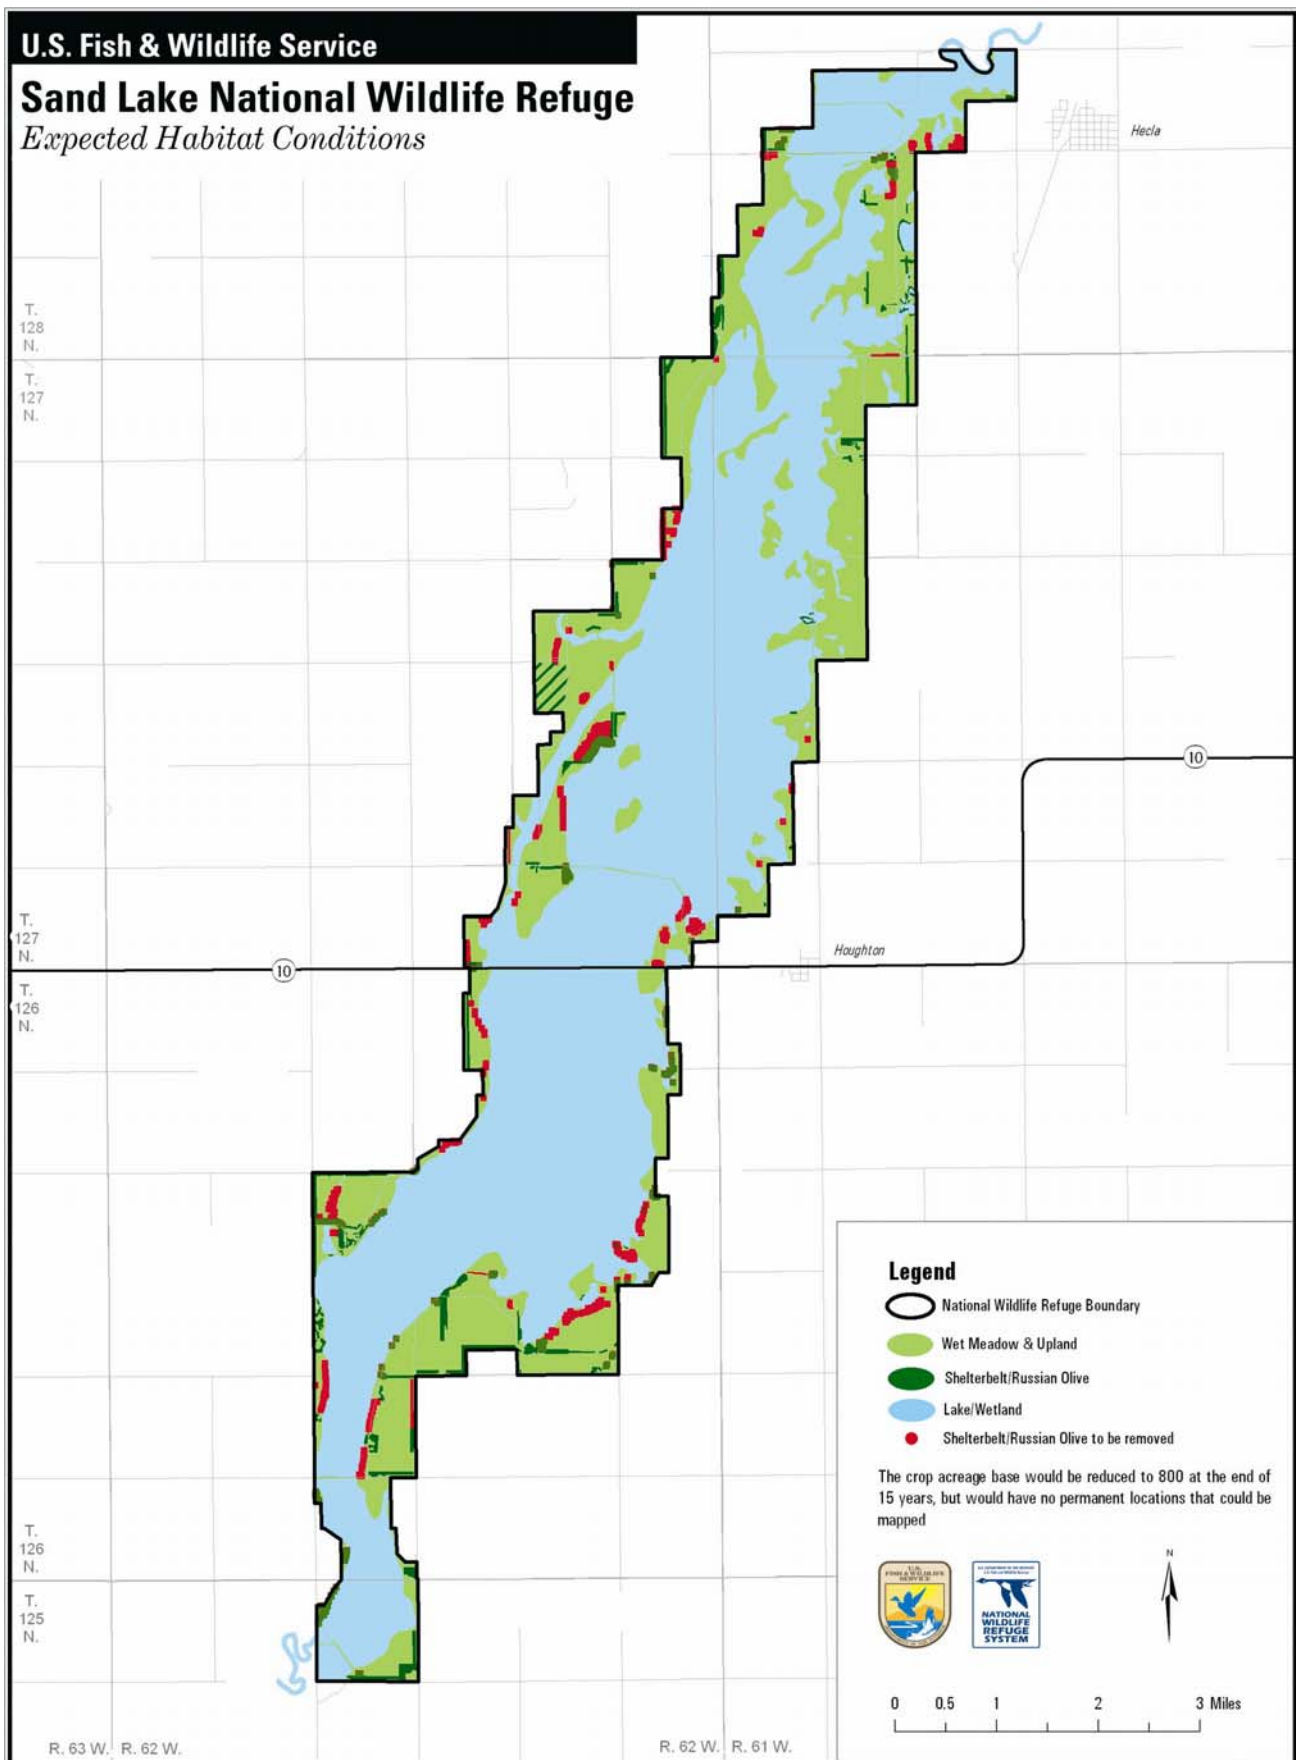 U.S. Fish & Wildlife Service
Sand Lake National Wildlife Refuge
Expected Habitat Conditions
Hecla
T.
128
N.
T.
127
N.
10
T.
127
N.
Houghton
10
T.
126
N.
Legend
National Wildlife Refuge Boundary
Wet Meadow & Upland
Shelterbelt/Russian Olive
Lake/Wetland
Shelterbelt/Russian Olive to be removed
The crop acreage base would be reduced to 800 at the end of
15 years, but would have no permanent locations that could be
mapped
T.
126
N.
T.
125
N.
U.S.
FISH & WILDLIFE
SERVICE
NATIONAL
WILDLIFE
REFUGE
SYSTEM
N
0 0.5 1 2 3 Miles
R. 63 W. R. 62 W.
R. 62 W. R. 61 W.